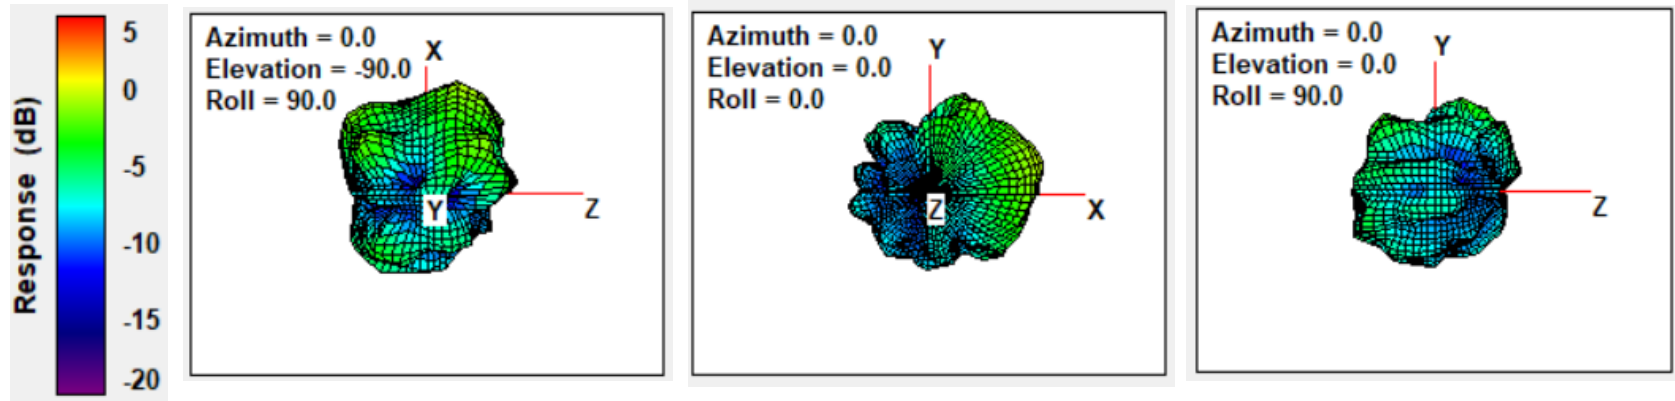 Response (dB)
5
0
-5
-10
-15
-20
Azimuth = 0.0
Elevation = -90.0
Roll = 90.0
X
Y
Z
Azimuth = 0.0
Elevation = 0.0
Roll = 0.0
Y
Z
X
Azimuth = 0.0
Elevation = 0.0
Roll = 90.0
Y
Z